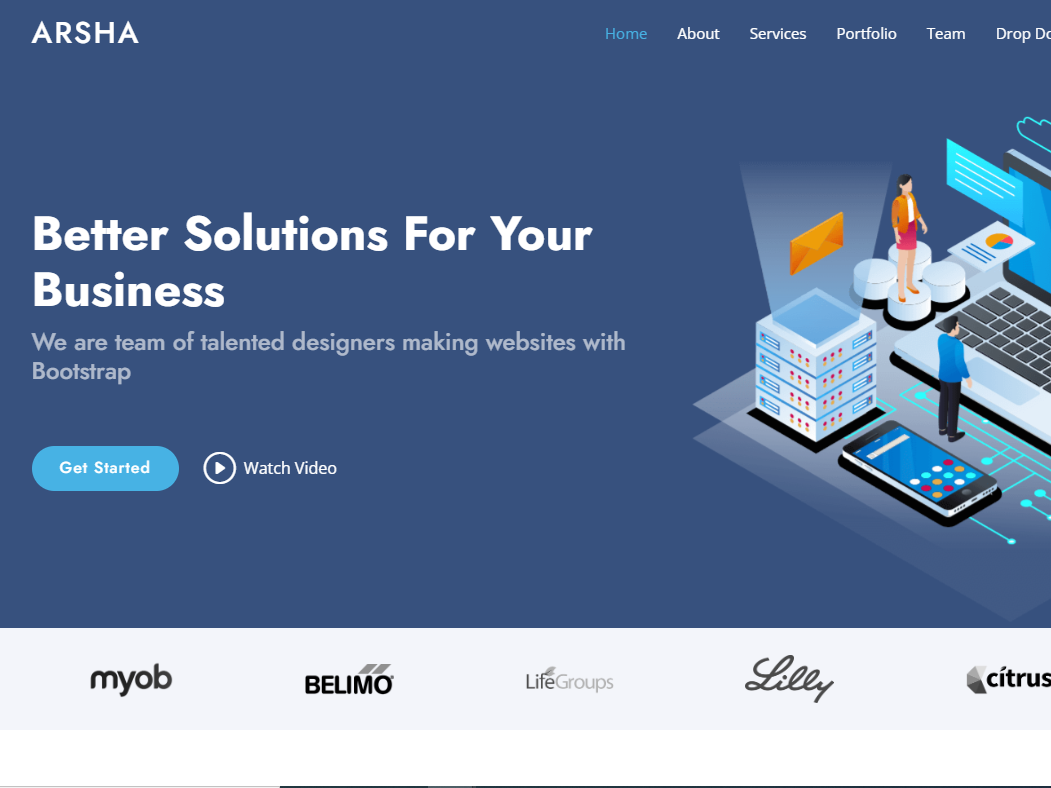 ARSHA
Home About Services Portfolio Team Drop Do
Better Solutions For Your
Business
We are team of talented designers making websites with
Bootstrap
Get Started Watch Video
myob BELIMO LifeGroups Lilly citrus